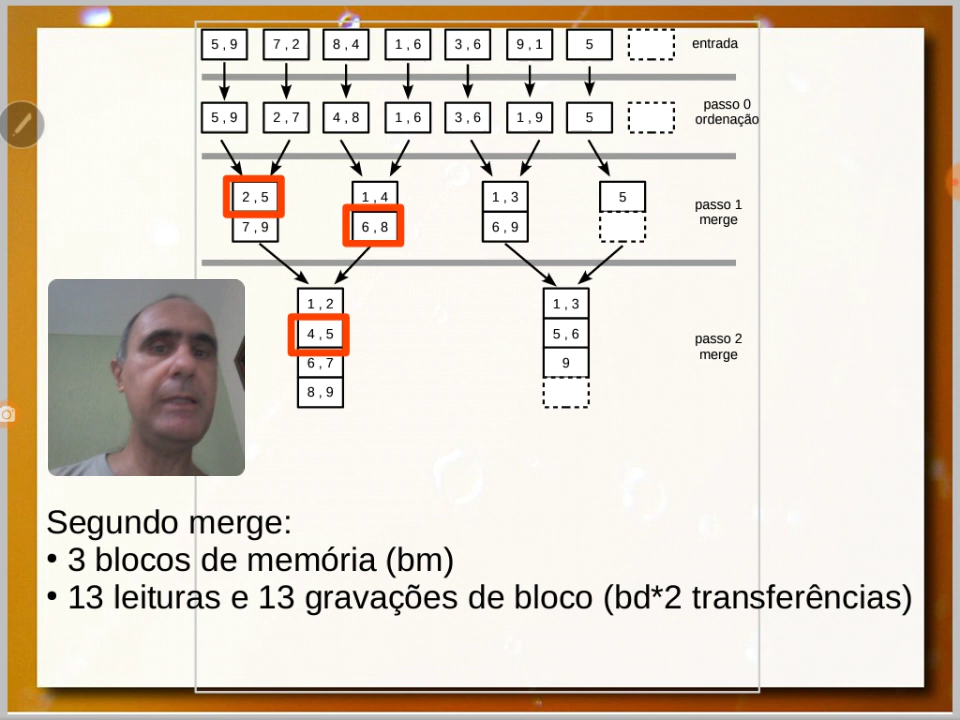 5 , 9 7 , 2 8 , 4 1 , 6 3 , 6 9 , 1 5 entrada
5 , 9 2 , 7 4 , 8 1 , 6 3 , 6 1 , 9 5
passo 0
ordenação
2 , 5 1 , 4 1 , 3 5
7 , 9 6 , 8 6 , 9
passo 1
merge
1 , 2 1 , 3
4 , 5 5 , 6
6 , 7 9
8 , 9
passo 2
merge
Segundo merge:
• 3 blocos de memória (bm)
• 13 leituras e 13 gravações de bloco (bd*2 transferências)